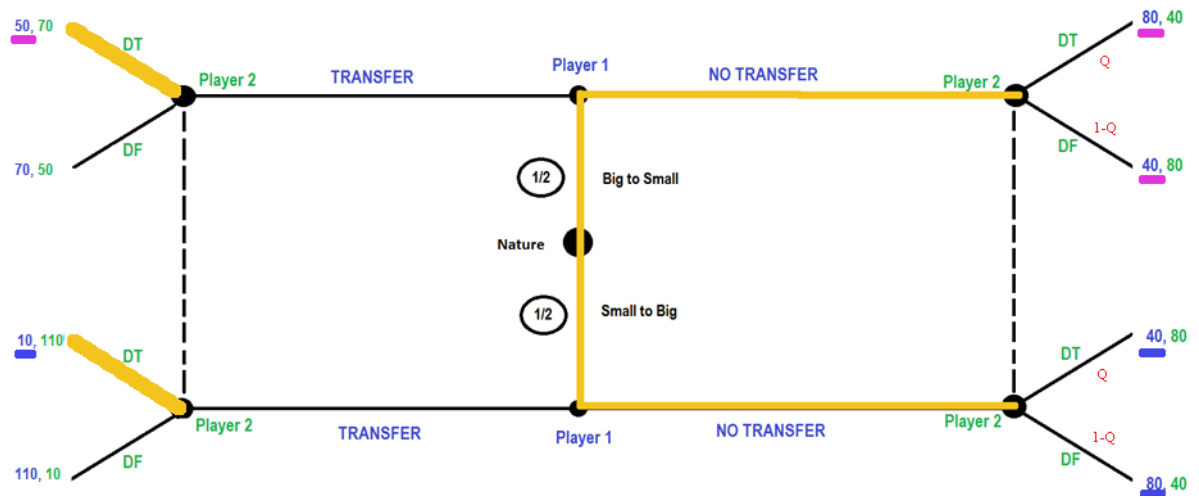 50, 70
DT
Player 2
TRANSFER
Player 1
NO TRANSFER
Player 2
DT
80, 40
Q
70, 50
DF
1-Q
DF
40, 80
1/2
Big to Small
Nature
1/2
Small to Big
10, 110
DT
Player 2
TRANSFER
Player 1
NO TRANSFER
Player 2
DT
40, 80
Q
110, 10
DF
1-Q
DF
80, 40